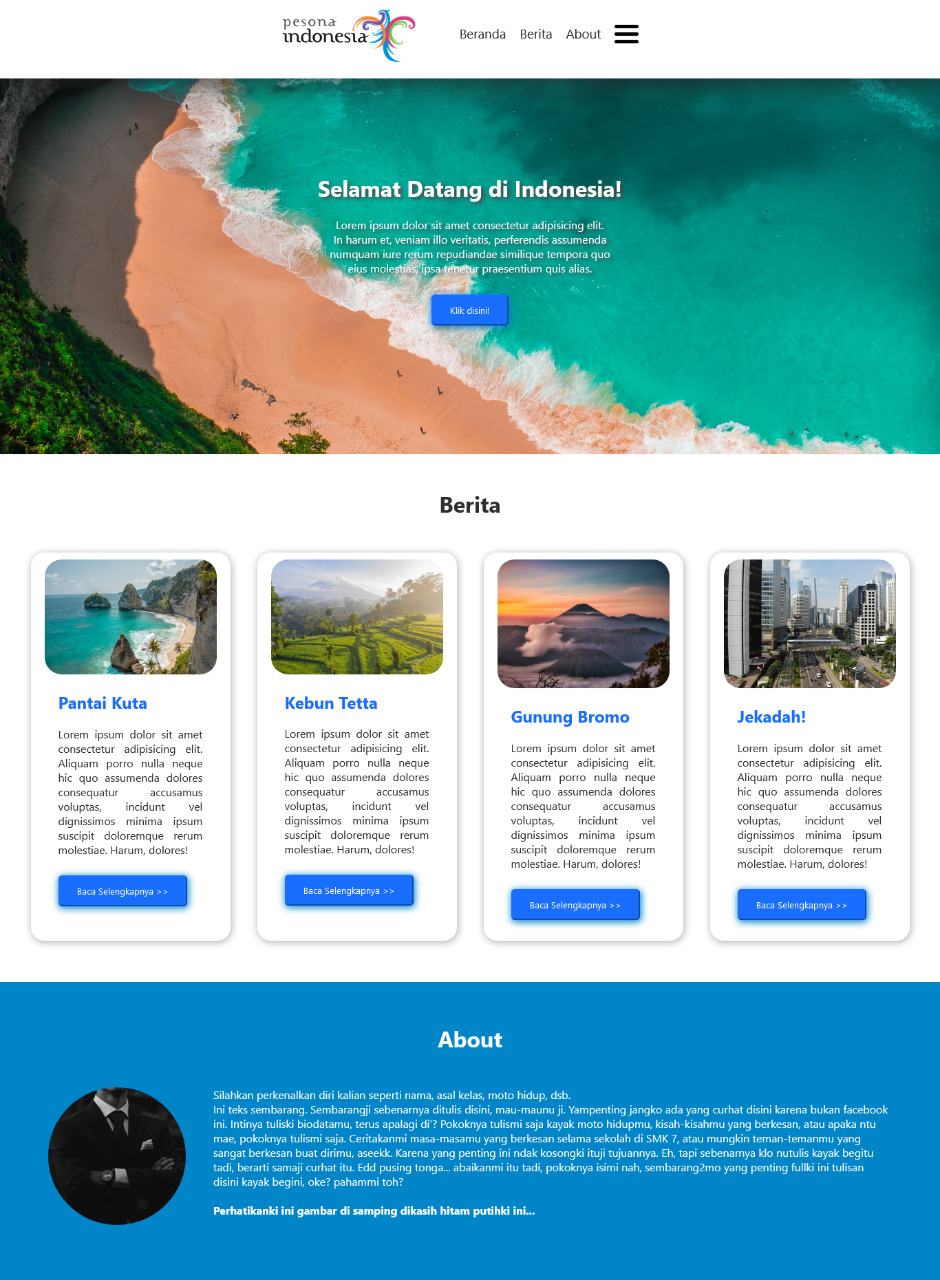 pesona
indonesia
Beranda Berita About
Selamat Datang di Indonesia!
Lorem ipsum dolor sit amet consectetur adipisicing elit.
In harum et, veniam illo veritatis, perferendis assumenda
numquam iure rerum repudiandae similique tempora quo
eius molestias, ipsa tenetur praesentium quis alias.
Klik disini!
Berita
Pantai Kuta
Lorem ipsum dolor sit amet
consectetur adipisicing elit.
Aliquam porro nulla neque
hic quo assumenda dolores
consequatur accusamus
voluptas, incidunt vel
dignissimos minima ipsum
suscipit doloremque rerum
molestiae. Harum, dolores!
Baca Selengkapnya >>
Kebun Tetta
Lorem ipsum dolor sit amet
consectetur adipisicing elit.
Aliquam porro nulla neque
hic quo assumenda dolores
consequatur accusamus
voluptas, incidunt vel
dignissimos minima ipsum
suscipit doloremque rerum
molestiae. Harum, dolores!
Baca Selengkapnya >>
Gunung Bromo
Lorem ipsum dolor sit amet
consectetur adipisicing elit.
Aliquam porro nulla neque
hic quo assumenda dolores
consequatur accusamus
voluptas, incidunt vel
dignissimos minima ipsum
suscipit doloremque rerum
molestiae. Harum, dolores!
Baca Selengkapnya >>
Jekadah!
Lorem ipsum dolor sit amet
consectetur adipisicing elit.
Aliquam porro nulla neque
hic quo assumenda dolores
consequatur accusamus
voluptas, incidunt vel
dignissimos minima ipsum
suscipit doloremque rerum
molestiae. Harum, dolores!
Baca Selengkapnya >>
About
Silahkan perkenalkan diri kalian seperti nama, asal kelas, moto hidup, dsb.
Ini teks sembarang. Sembarangji sebenarnya ditulis disini, mau-maunu ji. Yampenting jangko ada yang curhat disini karena bukan facebook
ini. Intinya tuliski biodatamu, terus apalagi di'? Pokoknya tulismi saja kayak moto hidupmu, kisah-kisahmu yang berkesan, atau apaka ntu
mae, pokoknya tulismi saja. Ceritakanmi masa-masamu yang berkesan selama sekolah di SMK 7, atau mungkin teman-temanmu yang
sangat berkesan buat dirimu, aseekk. Karena yang penting ini ndak kosongki ituji tujuannya. Eh, tapi sebenarnya klo nutulis kayak begitu
tadi, berarti samaji curhat itu. Edd pusing tonga... abaikanmi itu tadi, pokoknya isimi nah, sembarang2mo yang penting fullki ini tulisan
disini kayak begini, oke? pahammi toh?
Perhatikanki ini gambar di samping dikasih hitam putihki ini...